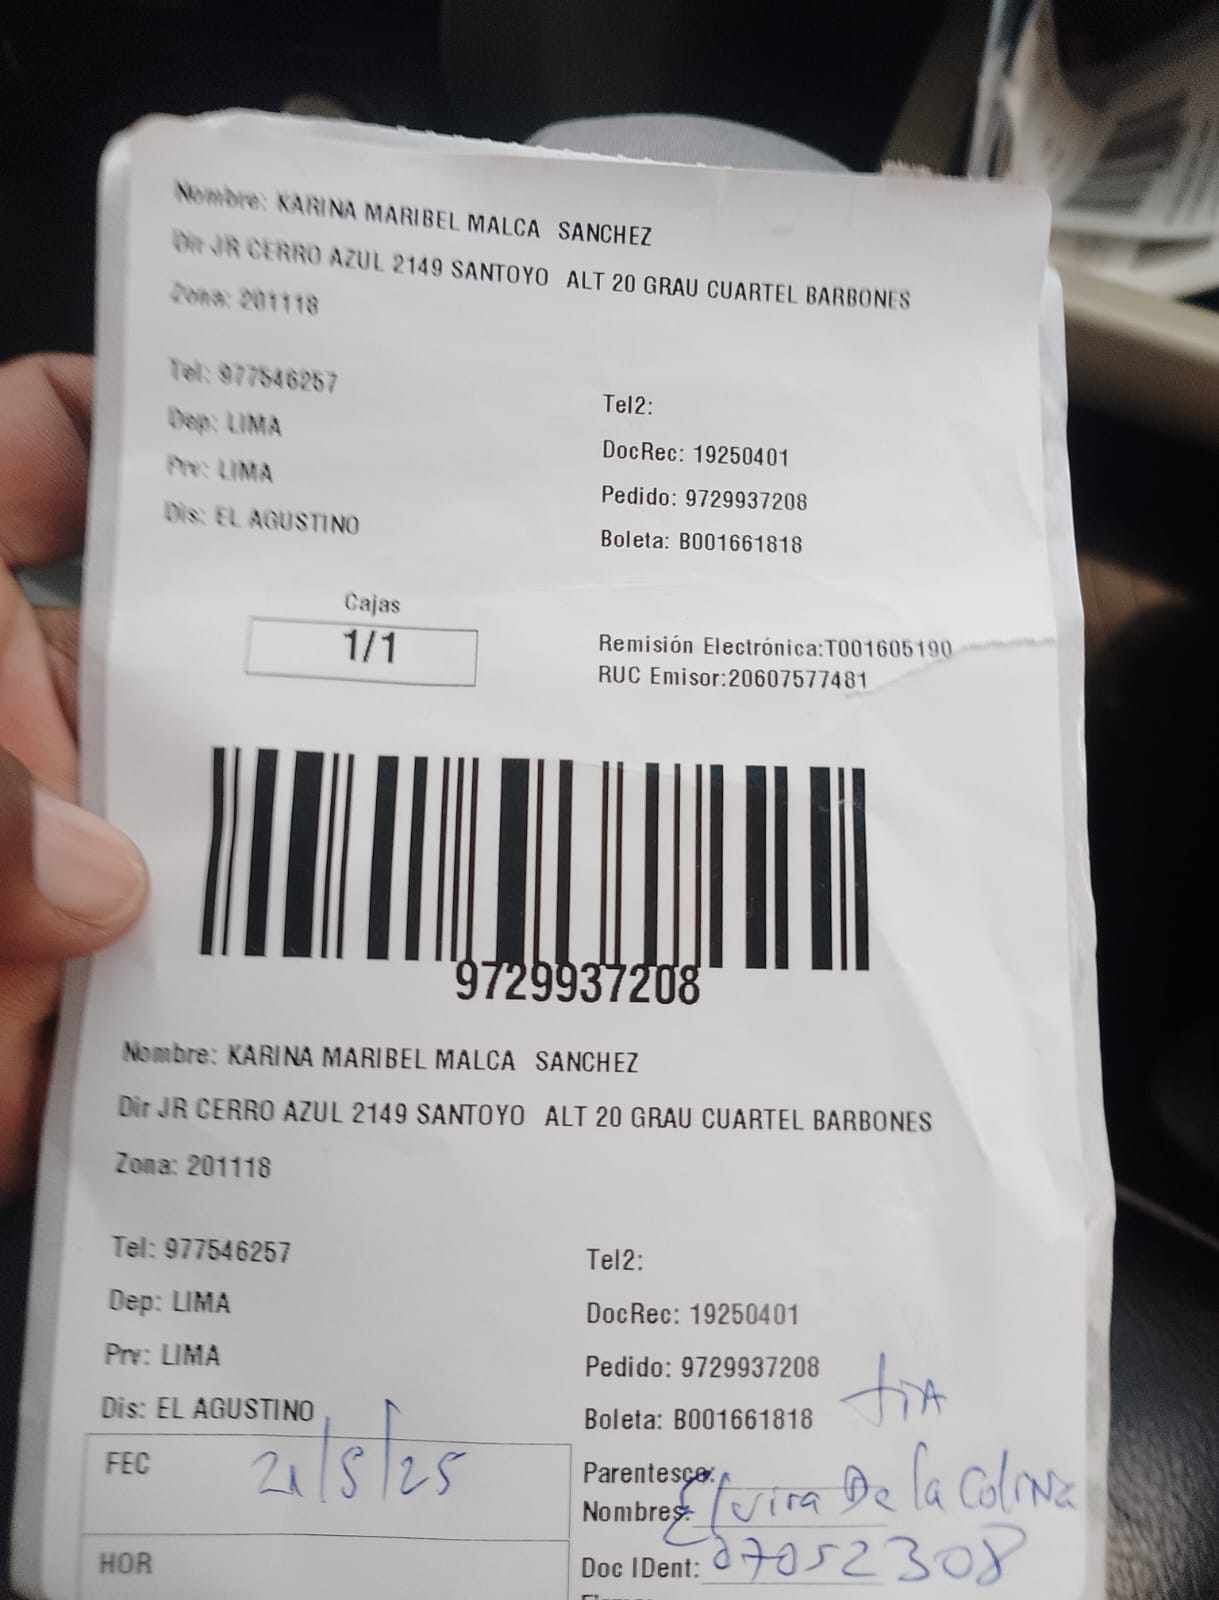 Nombre: KARINA MARIBEL MALCA SANCHEZ
Dir JR CERRO AZUL 2149 SANTOYO ALT 20 GRAU CUARTEL BARBONES
Zona: 201118
Tel: 977546257
Tel2:
Dep: LIMA
DocRec: 19250401
Prv: LIMA
Pedido: 9729937208
Dis: EL AGUSTINO
Boleta: B001661818
Cajas
1/1
Remisión Electrónica:T001605190
RUC Emisor:20607577481
9729937208
Nombre: KARINA MARIBEL MALCA SANCHEZ
Dir JR CERRO AZUL 2149 SANTOYO ALT 20 GRAU CUARTEL BARBONES
Zona: 201118
Tel: 977546257
Tel2:
Dep: LIMA
DocRec: 19250401
Prv: LIMA
Pedido: 9729937208
Dis: EL AGUSTINO
Boleta: B001661818
tiA
FEC 21/5/25
Parentesco:
Nombres: Elvira De la Colina
HOR
Doc IDent: 07052308